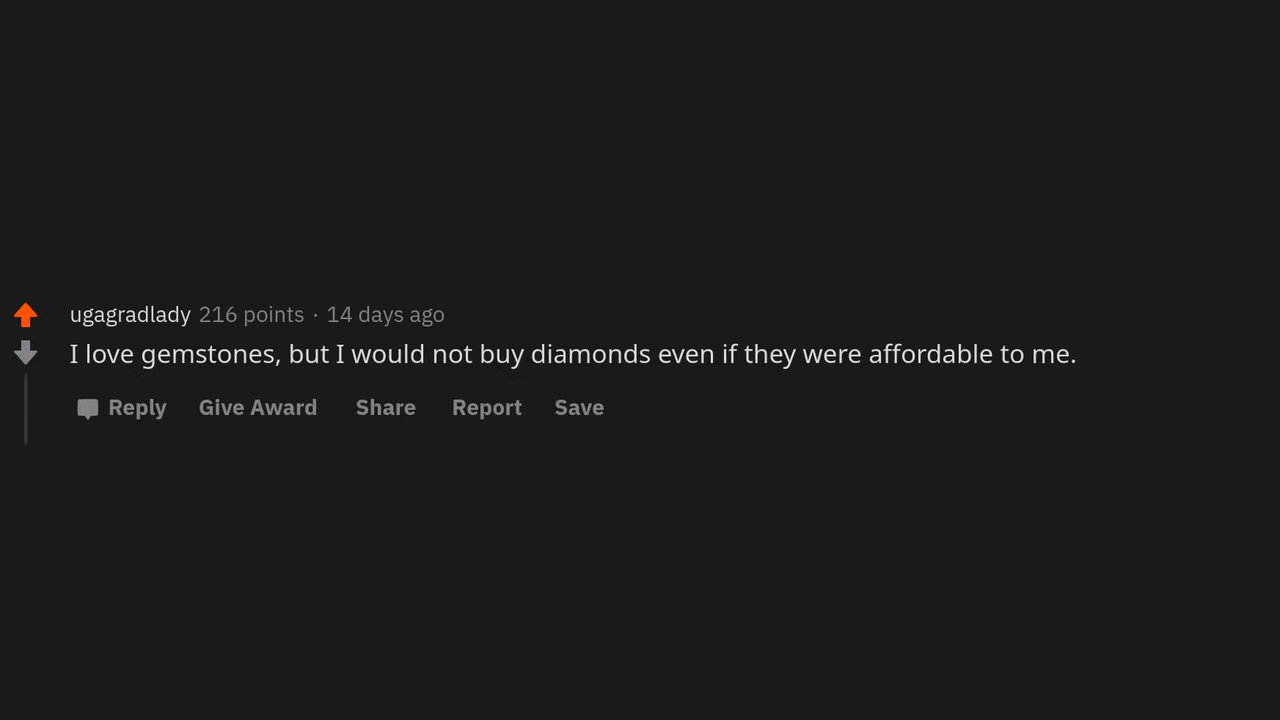 ugagradlady 216 points · 14 days ago
I love gemstones, but I would not buy diamonds even if they were affordable to me.
Reply Give Award Share Report Save